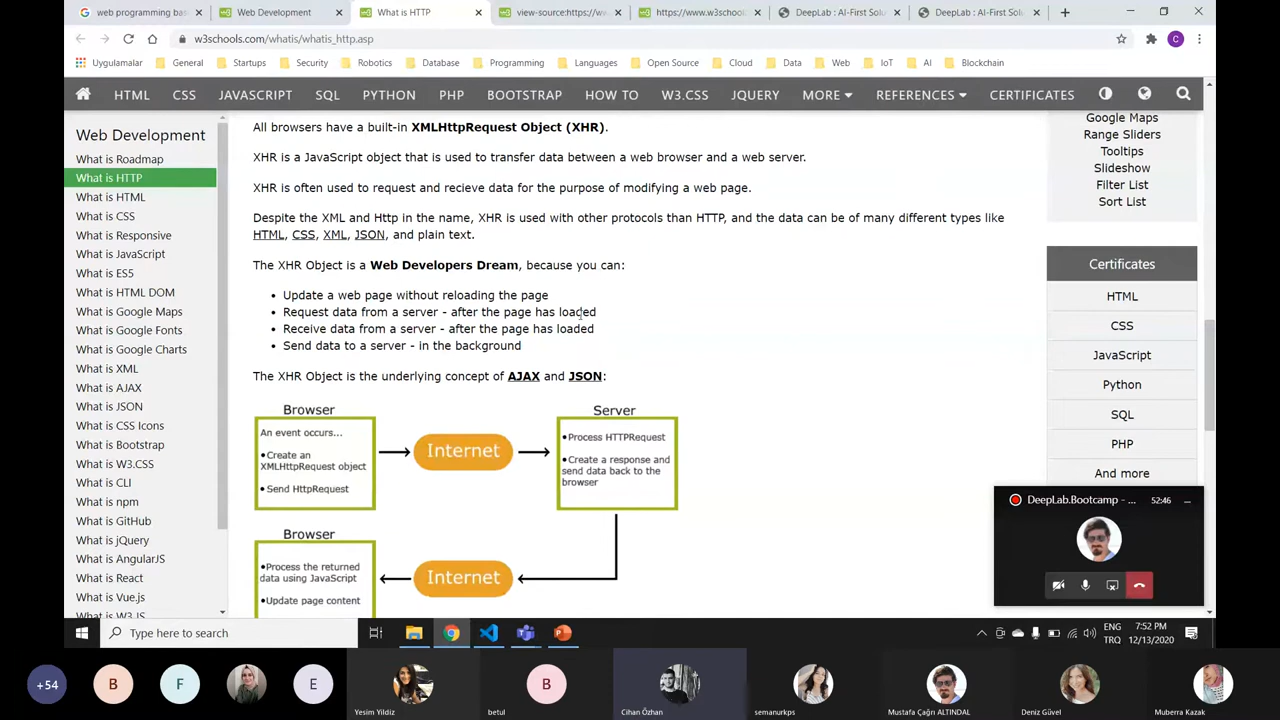 web programming bas
Web Development
What is HTTP
view-source:https://w
https://www.w3school
DeepLab : AI-First Solu
DeepLab : AI-First Solu
w3schools.com/whatis/whatis_http.asp
C
Uygulamalar
General
Startups
Security
Robotics
Database
Programming
Languages
Open Source
Cloud
Data
Web
IoT
AI
Blockchain
HTML
CSS
JAVASCRIPT
SQL
PYTHON
PHP
BOOTSTRAP
HOW TO
W3.CSS
JQUERY
MORE
REFERENCES
CERTIFICATES
Web Development
What is Roadmap
What is HTTP
What is HTML
What is CSS
What is Responsive
What is JavaScript
What is ES5
What is HTML DOM
What is Google Maps
What is Google Fonts
What is Google Charts
What is XML
What is AJAX
What is JSON
What is CSS Icons
What is Bootstrap
What is W3.CSS
What is CLI
What is npm
What is GitHub
What is jQuery
What is AngularJS
What is React
What is Vue.js
What is W3.JS
All browsers have a built-in XMLHttpRequest Object (XHR).
XHR is a JavaScript object that is used to transfer data between a web browser and a web server.
XHR is often used to request and recieve data for the purpose of modifying a web page.
Despite the XML and Http in the name, XHR is used with other protocols than HTTP, and the data can be of many different types like
HTML, CSS, XML, JSON, and plain text.
The XHR Object is a Web Developers Dream, because you can:
• Update a web page without reloading the page
• Request data from a server - after the page has loaded
• Receive data from a server - after the page has loaded
• Send data to a server - in the background
The XHR Object is the underlying concept of AJAX and JSON:
Browser
An event occurs...
•Create an
XMLHttpRequest object
•Send HttpRequest
Internet
Server
•Process HTTPRequest
•Create a response and
send data back to the
browser
Browser
•Process the returned
data using JavaScript
•Update page content
Internet
Google Maps
Range Sliders
Tooltips
Slideshow
Filter List
Sort List
Certificates
HTML
CSS
JavaScript
Python
SQL
PHP
And more
DeepLab.Bootcamp - ...
52:46
Type here to search
ENG
TRQ
7:52 PM
12/13/2020
+54
B
F
E
Yesim Yildiz
B
betul
Cihan Özhan
semanurkps
Mustafa Çağrı ALTINDAL
Deniz Güvel
Muberra Kazak